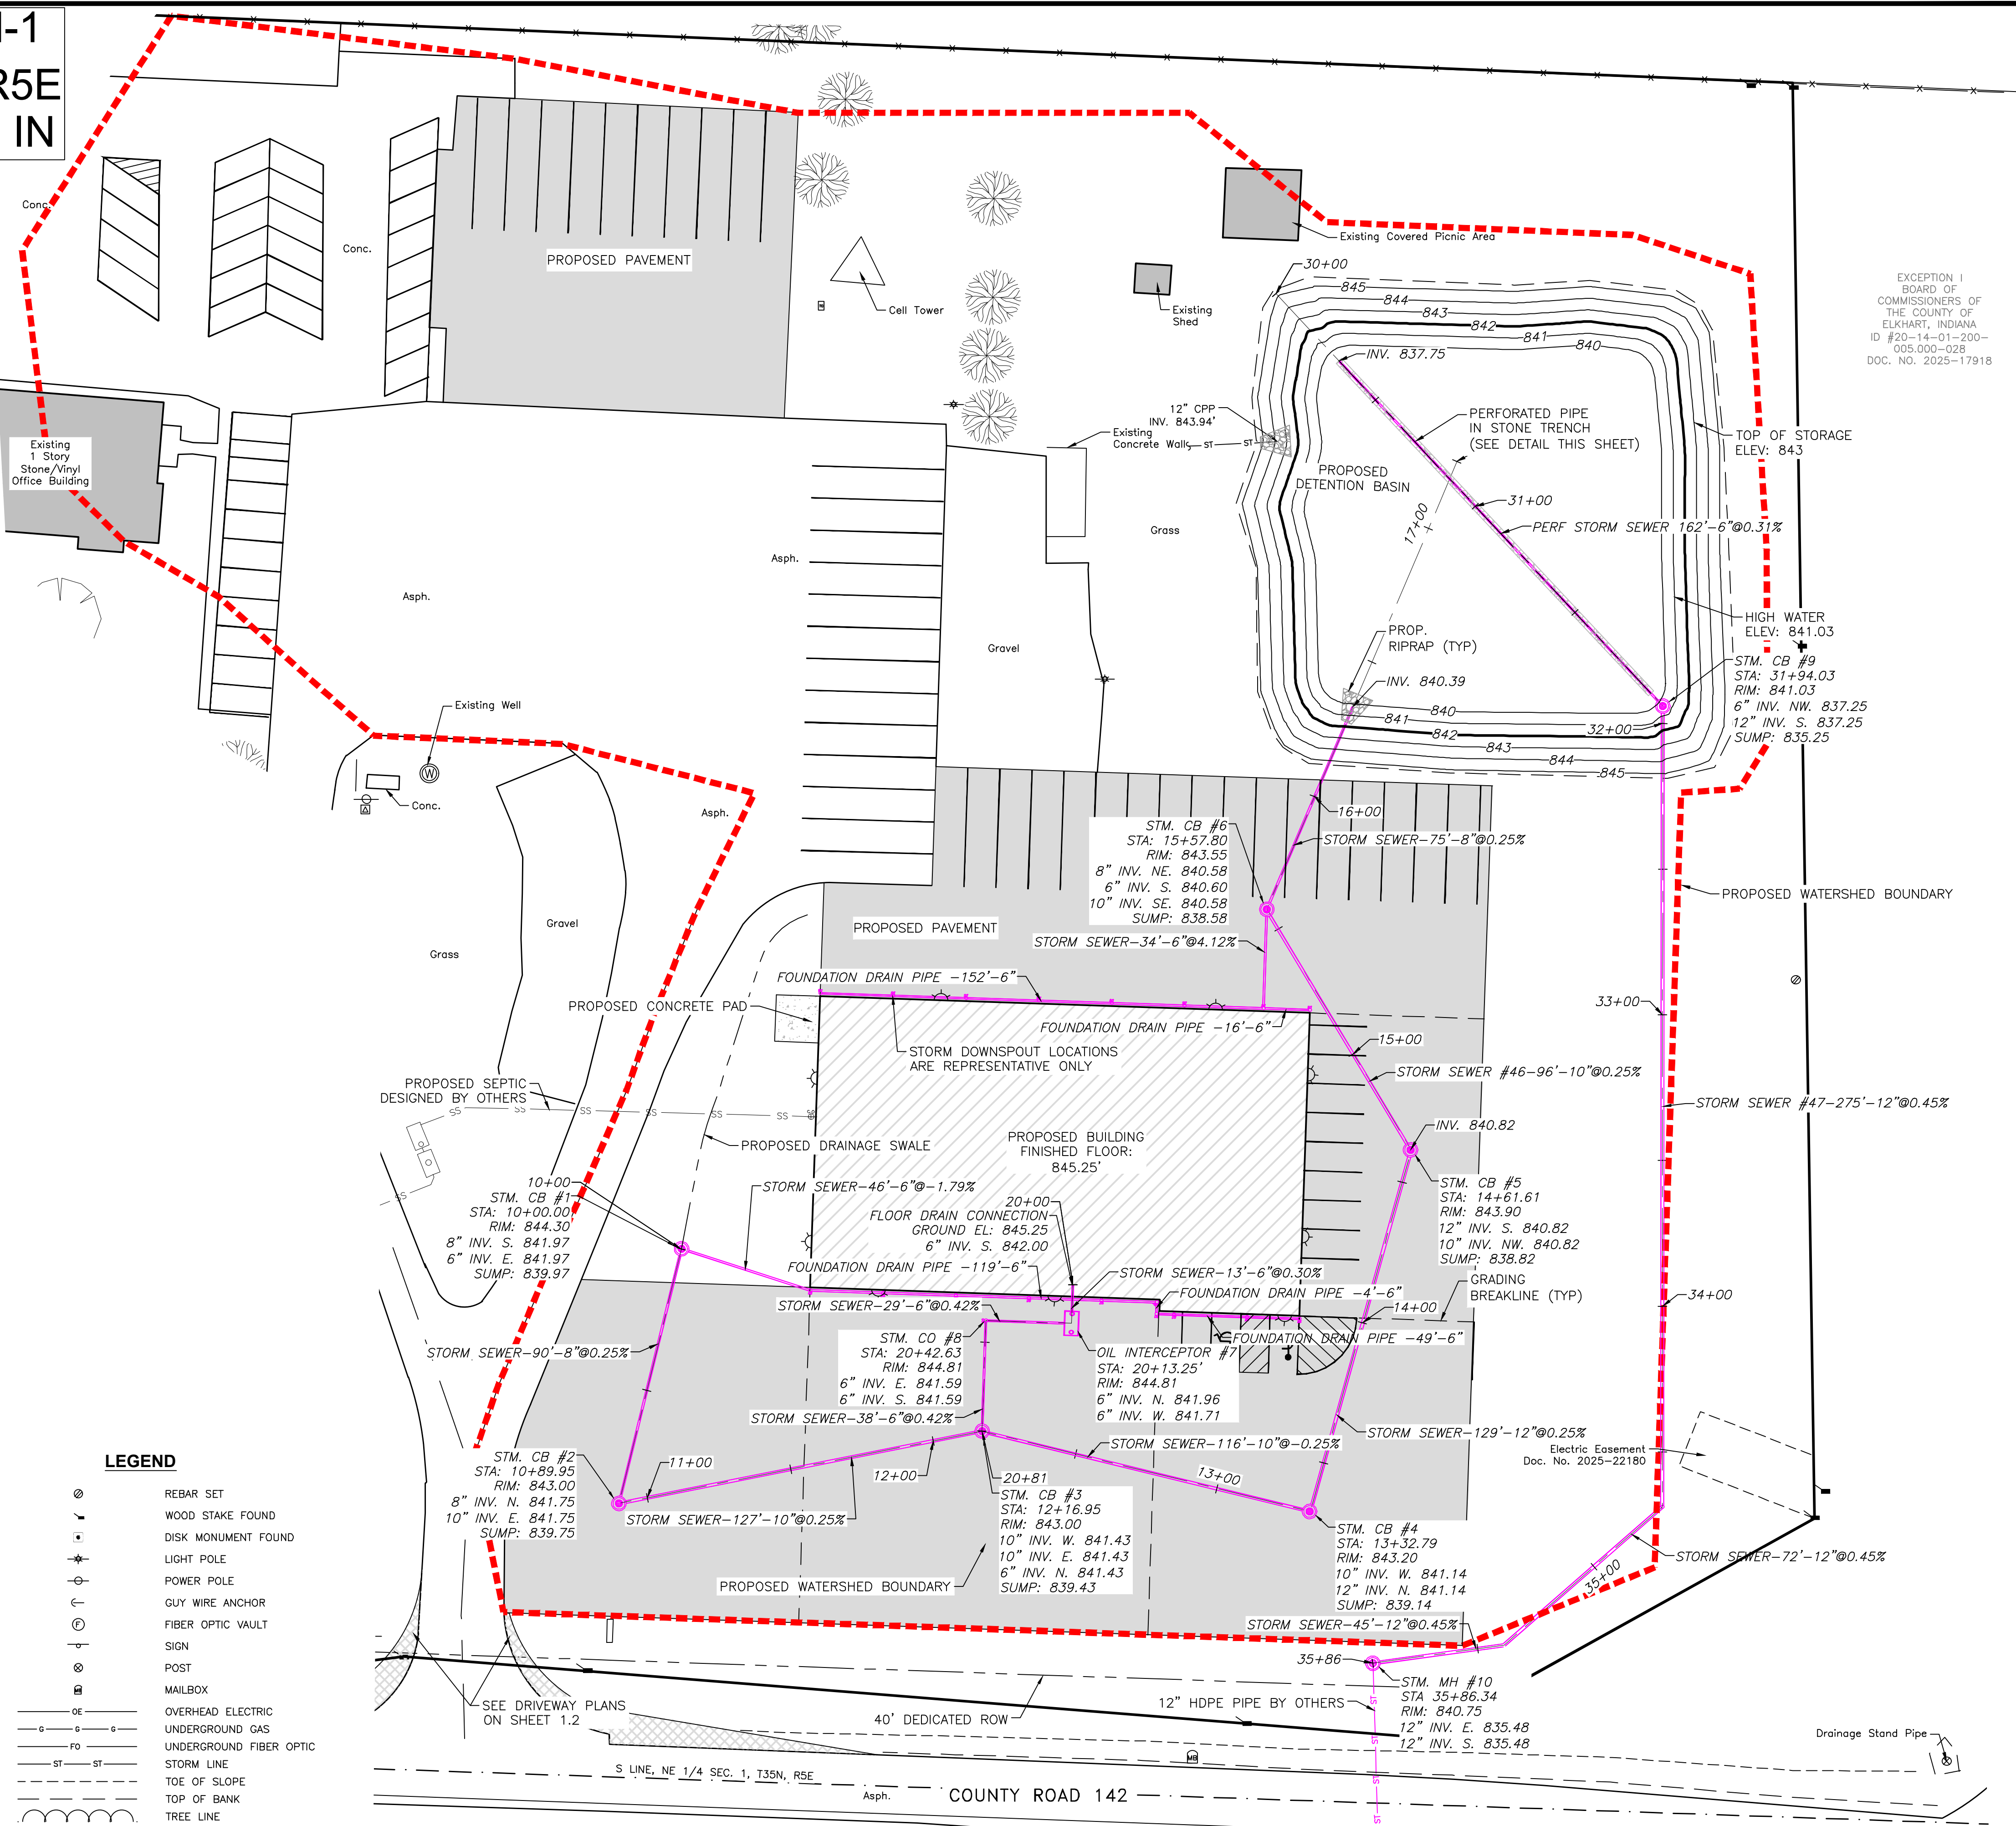 I-1
R5E
IN
Conc.
Conc.
PROPOSED PAVEMENT
Cell Tower
Existing Covered Picnic Area
Existing
Shed
EXCEPTION I
BOARD OF
COMMISSIONERS OF
THE COUNTY OF
ELKHART, INDIANA
ID #20-14-01-200-
005.000-028
DOC. NO. 2025-17918
30+00
845
844
843
842
841
840
INV. 837.75
12" CPP
INV. 843.94'
Existing
Concrete Walls
ST
ST
PERFORATED PIPE
IN STONE TRENCH
(SEE DETAIL THIS SHEET)
TOP OF STORAGE
ELEV: 843
PROPOSED
DETENTION BASIN
31+00
17+00
PERF STORM SEWER 162'-6"@0.31%
Existing
1 Story
Stone/Vinyl
Office Building
Asph.
Asph.
Grass
Gravel
HIGH WATER
ELEV: 841.03
PROP.
RIPRAP (TYP)
INV. 840.39
STM. CB #9
STA: 31+94.03
RIM: 841.03
6" INV. NW. 837.25
12" INV. S. 837.25
SUMP: 835.25
840
841
842
843
844
845
32+00
Existing Well
W
Conc.
Asph.
16+00
STM. CB #6
STA: 15+57.80
RIM: 843.55
8" INV. NE. 840.58
6" INV. S. 840.60
10" INV. SE. 840.58
SUMP: 838.58
STORM SEWER-75'-8"@0.25%
PROPOSED WATERSHED BOUNDARY
Gravel
Grass
PROPOSED PAVEMENT
STORM SEWER-34'-6"@4.12%
FOUNDATION DRAIN PIPE -152'-6"
PROPOSED CONCRETE PAD
FOUNDATION DRAIN PIPE -16'-6"
33+00
15+00
STORM DOWNSPOUT LOCATIONS
ARE REPRESENTATIVE ONLY
STORM SEWER #46-96'-10"@0.25%
PROPOSED SEPTIC
DESIGNED BY OTHERS
SS
SS
SS
SS
SS
SS
SS
SS
STORM SEWER #47-275'-12"@0.45%
INV. 840.82
PROPOSED DRAINAGE SWALE
PROPOSED BUILDING
FINISHED FLOOR:
845.25'
10+00
STM. CB #1
STA: 10+00.00
RIM: 844.30
8" INV. S. 841.97
6" INV. E. 841.97
SUMP: 839.97
STORM SEWER-46'-6"@-1.79%
20+00
FLOOR DRAIN CONNECTION
GROUND EL: 845.25
6" INV. S. 842.00
STM. CB #5
STA: 14+61.61
RIM: 843.90
12" INV. S. 840.82
10" INV. NW. 840.82
SUMP: 838.82
FOUNDATION DRAIN PIPE -119'-6"
STORM SEWER-13'-6"@0.30%
FOUNDATION DRAIN PIPE -4'-6"
GRADING
BREAKLINE (TYP)
34+00
STORM SEWER-29'-6"@0.42%
14+00
FOUNDATION DRAIN PIPE -49'-6"
STORM SEWER-90'-8"@0.25%
STM. CO #8
STA: 20+42.63
RIM: 844.81
6" INV. E. 841.59
6" INV. S. 841.59
OIL INTERCEPTOR #7
STA: 20+13.25'
RIM: 844.81
6" INV. N. 841.96
6" INV. W. 841.71
STORM SEWER-38'-6"@0.42%
STORM SEWER-129'-12"@0.25%
STORM SEWER-116'-10"@-0.25%
Electric Easement
Doc. No. 2025-22180
STM. CB #2
STA: 10+89.95
RIM: 843.00
8" INV. N. 841.75
10" INV. E. 841.75
SUMP: 839.75
11+00
12+00
13+00
STORM SEWER-127'-10"@0.25%
20+81
STM. CB #3
STA: 12+16.95
RIM: 843.00
10" INV. W. 841.43
10" INV. E. 841.43
6" INV. N. 841.43
SUMP: 839.43
STM. CB #4
STA: 13+32.79
RIM: 843.20
10" INV. W. 841.14
12" INV. N. 841.14
SUMP: 839.14
STORM SEWER-72'-12"@0.45%
35+00
PROPOSED WATERSHED BOUNDARY
STORM SEWER-45'-12"@0.45%
35+86
STM. MH #10
STA 35+86.34
RIM: 840.75
12" INV. E. 835.48
12" INV. S. 835.48
SEE DRIVEWAY PLANS
ON SHEET 1.2
40' DEDICATED ROW
12" HDPE PIPE BY OTHERS
ST
ST
ST
MB
Drainage Stand Pipe
S LINE, NE 1/4 SEC. 1, T35N, R5E
Asph.
COUNTY ROAD 142
LEGEND
REBAR SET
WOOD STAKE FOUND
DISK MONUMENT FOUND
LIGHT POLE
POWER POLE
GUY WIRE ANCHOR
F FIBER OPTIC VAULT
SIGN
POST
MB MAILBOX
OE OVERHEAD ELECTRIC
G G G UNDERGROUND GAS
FO UNDERGROUND FIBER OPTIC
ST ST STORM LINE
TOE OF SLOPE
TOP OF BANK
TREE LINE